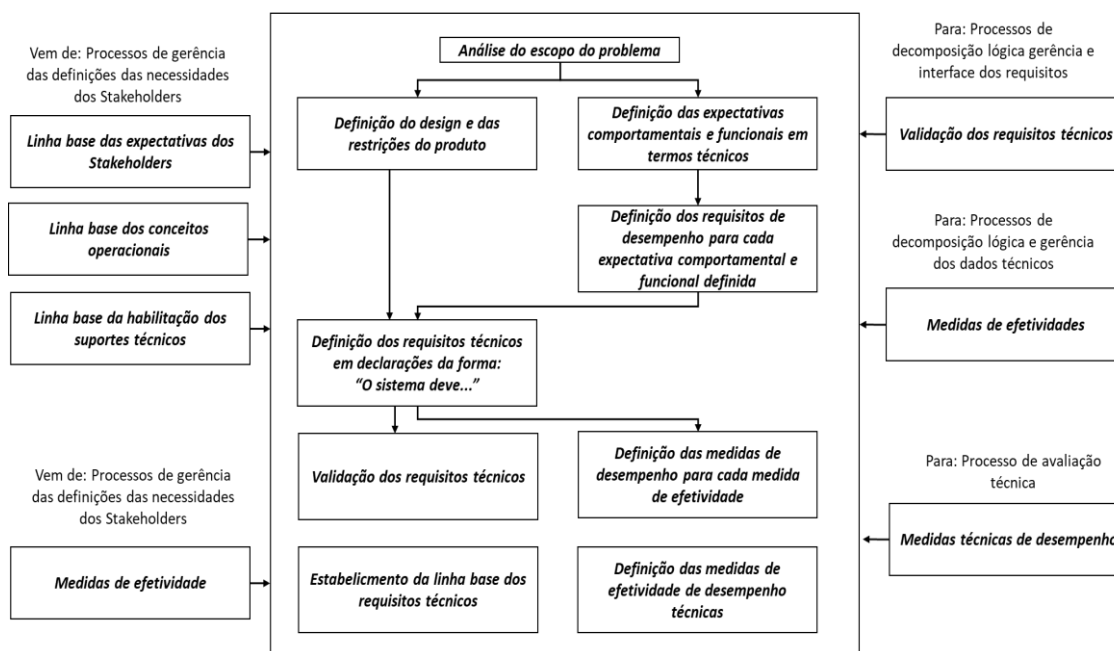 Vem de: Processos de gerência
das definições das necessidades
dos Stakeholders
Linha base das expectativas dos
Stakeholders
Linha base dos conceitos
operacionais
Linha base da habilitação dos
suportes técnicos
Vem de: Processos de gerência
das definições das necessidades
dos Stakeholders
Medidas de efetividade
Análise do escopo do problema
Definição do design e das
restrições do produto
Definição das expectativas
comportamentais e funcionais em
termos técnicos
Definição dos requisitos de
desempenho para cada
expectativa comportamental e
funcional definida
Definição dos requisitos técnicos
em declarações da forma:
“O sistema deve...”
Validação dos requisitos técnicos
Definição das medidas de
desempenho para cada medida
de efetividade
Estabelicmento da linha base dos
requisitos técnicos
Definição das medidas de
efetividade de desempenho
técnicas
Para: Processos de
decomposição lógica gerência e
interface dos requisitos
Validação dos requisitos técnicos
Para: Processos de
decomposição lógica e gerência
dos dados técnicos
Medidas de efetividades
Para: Processo de avaliação
técnica
Medidas técnicas de desempenho